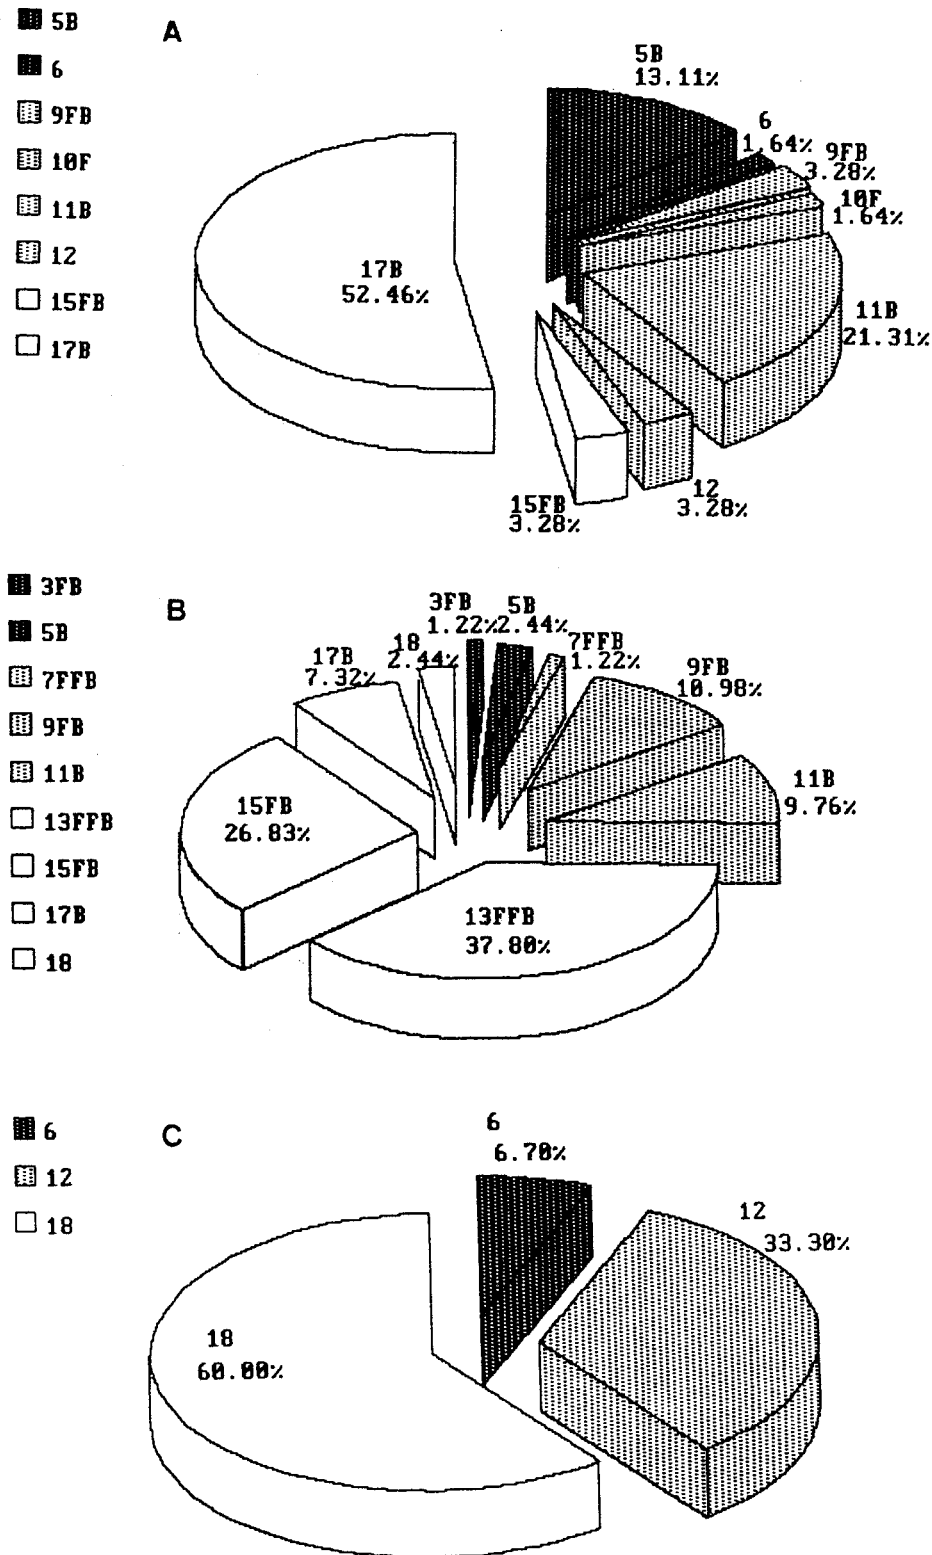 5B
6
9FB
10F
11B
12
15FB
17B
A
5B
13.11%
6
1.64%
9FB
3.28%
10F
1.64%
11B
21.31%
12
3.28%
15FB
3.28%
17B
52.46%
3FB
5B
7FFB
9FB
11B
13FFB
15FB
17B
18
B
3FB
1.22%
5B
2.44%
7FFB
1.22%
9FB
10.98%
11B
9.76%
13FFB
37.80%
15FB
26.83%
17B
7.32%
18
2.44%
6
12
18
C
6
6.70%
12
33.30%
18
60.00%